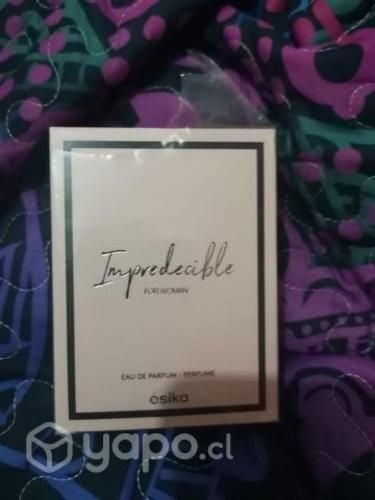 Impredecible
FOR WOMAN
EAU DE PARFUM / PERFUME
ésika
yapo.cl